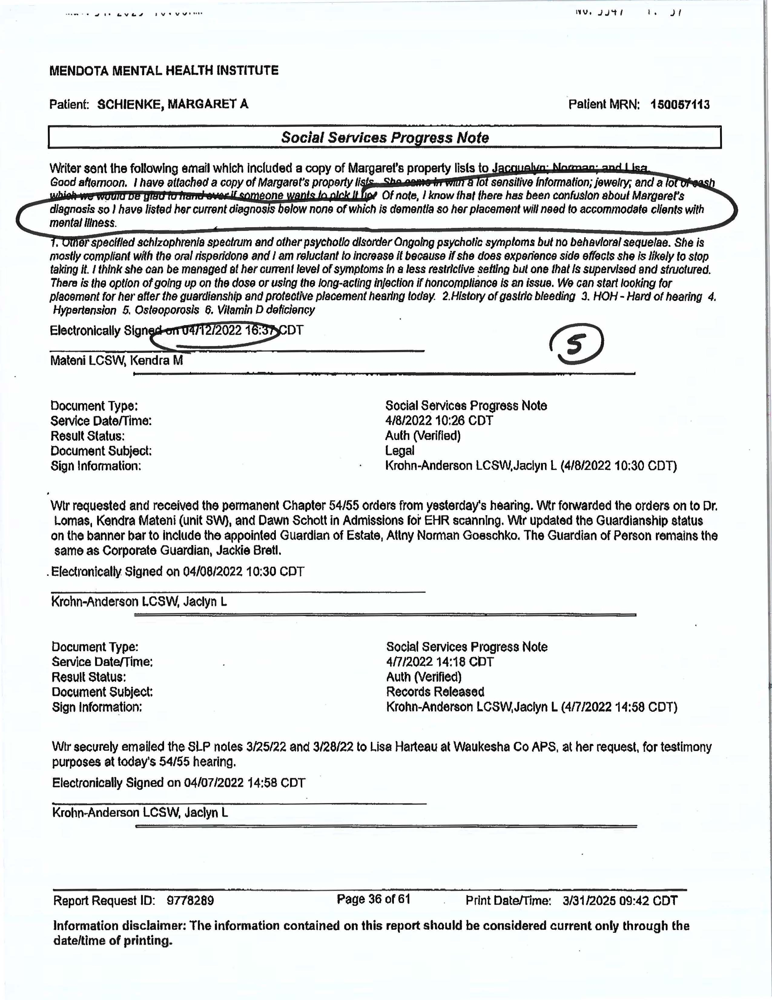 MENDOTA MENTAL HEALTH INSTITUTE
Patient: SCHIENKE, MARGARET A Patient MRN: 150057113
Social Services Progress Note
Writer sent the following email which included a copy of Margaret's property lists to Jacquelyn; Norman; and Lisa.
Good afternoon. I have attached a copy of Margaret's property lists. She came in with a lot sensitive information; jewelry; and a lot of cash
which we would be glad to hand over if someone wants to pick it up. Of note, I know that there has been confusion about Margaret's
diagnosis so I have listed her current diagnosis below none of which is dementia so her placement will need to accommodate clients with
mental illness.
1. Other specified schizophrenia spectrum and other psychotic disorder Ongoing psychotic symptoms but no behavioral sequelae. She is
mostly compliant with the oral risperidone and I am reluctant to increase it because if she does experience side effects she is likely to stop
taking it. I think she can be managed at her current level of symptoms in a less restrictive setting but one that is supervised and structured.
There is the option of going up on the dose or using the long-acting injection if noncompliance is an issue. We can start looking for
placement for her after the guardianship and protective placement hearing today. 2.History of gastric bleeding 3. HOH - Hard of hearing 4.
Hypertension 5. Osteoporosis 6. Vitamin D deficiency
Electronically Signed on 04/12/2022 16:37 CDT
5
Mateni LCSW, Kendra M
Document Type: Social Services Progress Note
Service Date/Time: 4/8/2022 10:26 CDT
Result Status: Auth (Verified)
Document Subject: Legal
Sign Information: Krohn-Anderson LCSW,Jaclyn L (4/8/2022 10:30 CDT)
Wtr requested and received the permanent Chapter 54/55 orders from yesterday's hearing. Wtr forwarded the orders on to Dr.
Lomas, Kendra Mateni (unit SW), and Dawn Schott in Admissions for EHR scanning. Wtr updated the Guardianship status
on the banner bar to include the appointed Guardian of Estate, Attny Norman Goeschko. The Guardian of Person remains the
same as Corporate Guardian, Jackie Bretl.
Electronically Signed on 04/08/2022 10:30 CDT
Krohn-Anderson LCSW, Jaclyn L
Document Type: Social Services Progress Note
Service Date/Time: 4/7/2022 14:18 CDT
Result Status: Auth (Verified)
Document Subject: Records Released
Sign Information: Krohn-Anderson LCSW,Jaclyn L (4/7/2022 14:58 CDT)
Wtr securely emailed the SLP notes 3/25/22 and 3/28/22 to Lisa Harteau at Waukesha Co APS, at her request, for testimony
purposes at today's 54/55 hearing.
Electronically Signed on 04/07/2022 14:58 CDT
Krohn-Anderson LCSW, Jaclyn L
Report Request ID: 9778289 Page 36 of 61 Print Date/Time: 3/31/2025 09:42 CDT
Information disclaimer: The information contained on this report should be considered current only through the
date/time of printing.